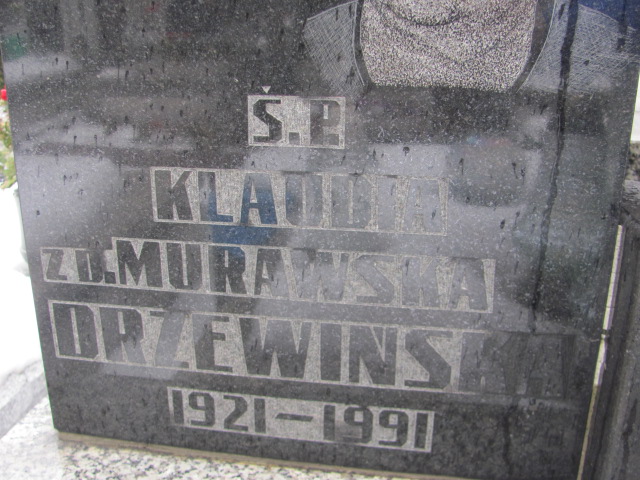 Ś.P.
KLAUDIA
Z D. MURAWSKA
DRZEWINSKA
1921-1991